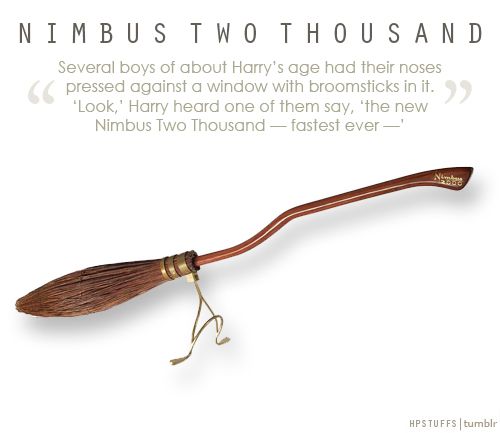 NIMBUS TWO THOUSAND
“ Several boys of about Harry’s age had their noses
pressed against a window with broomsticks in it.
‘Look,’ Harry heard one of them say, ‘the new
Nimbus Two Thousand — fastest ever —’ ”
Nimbus
2000
HPSTUFFS|tumblr